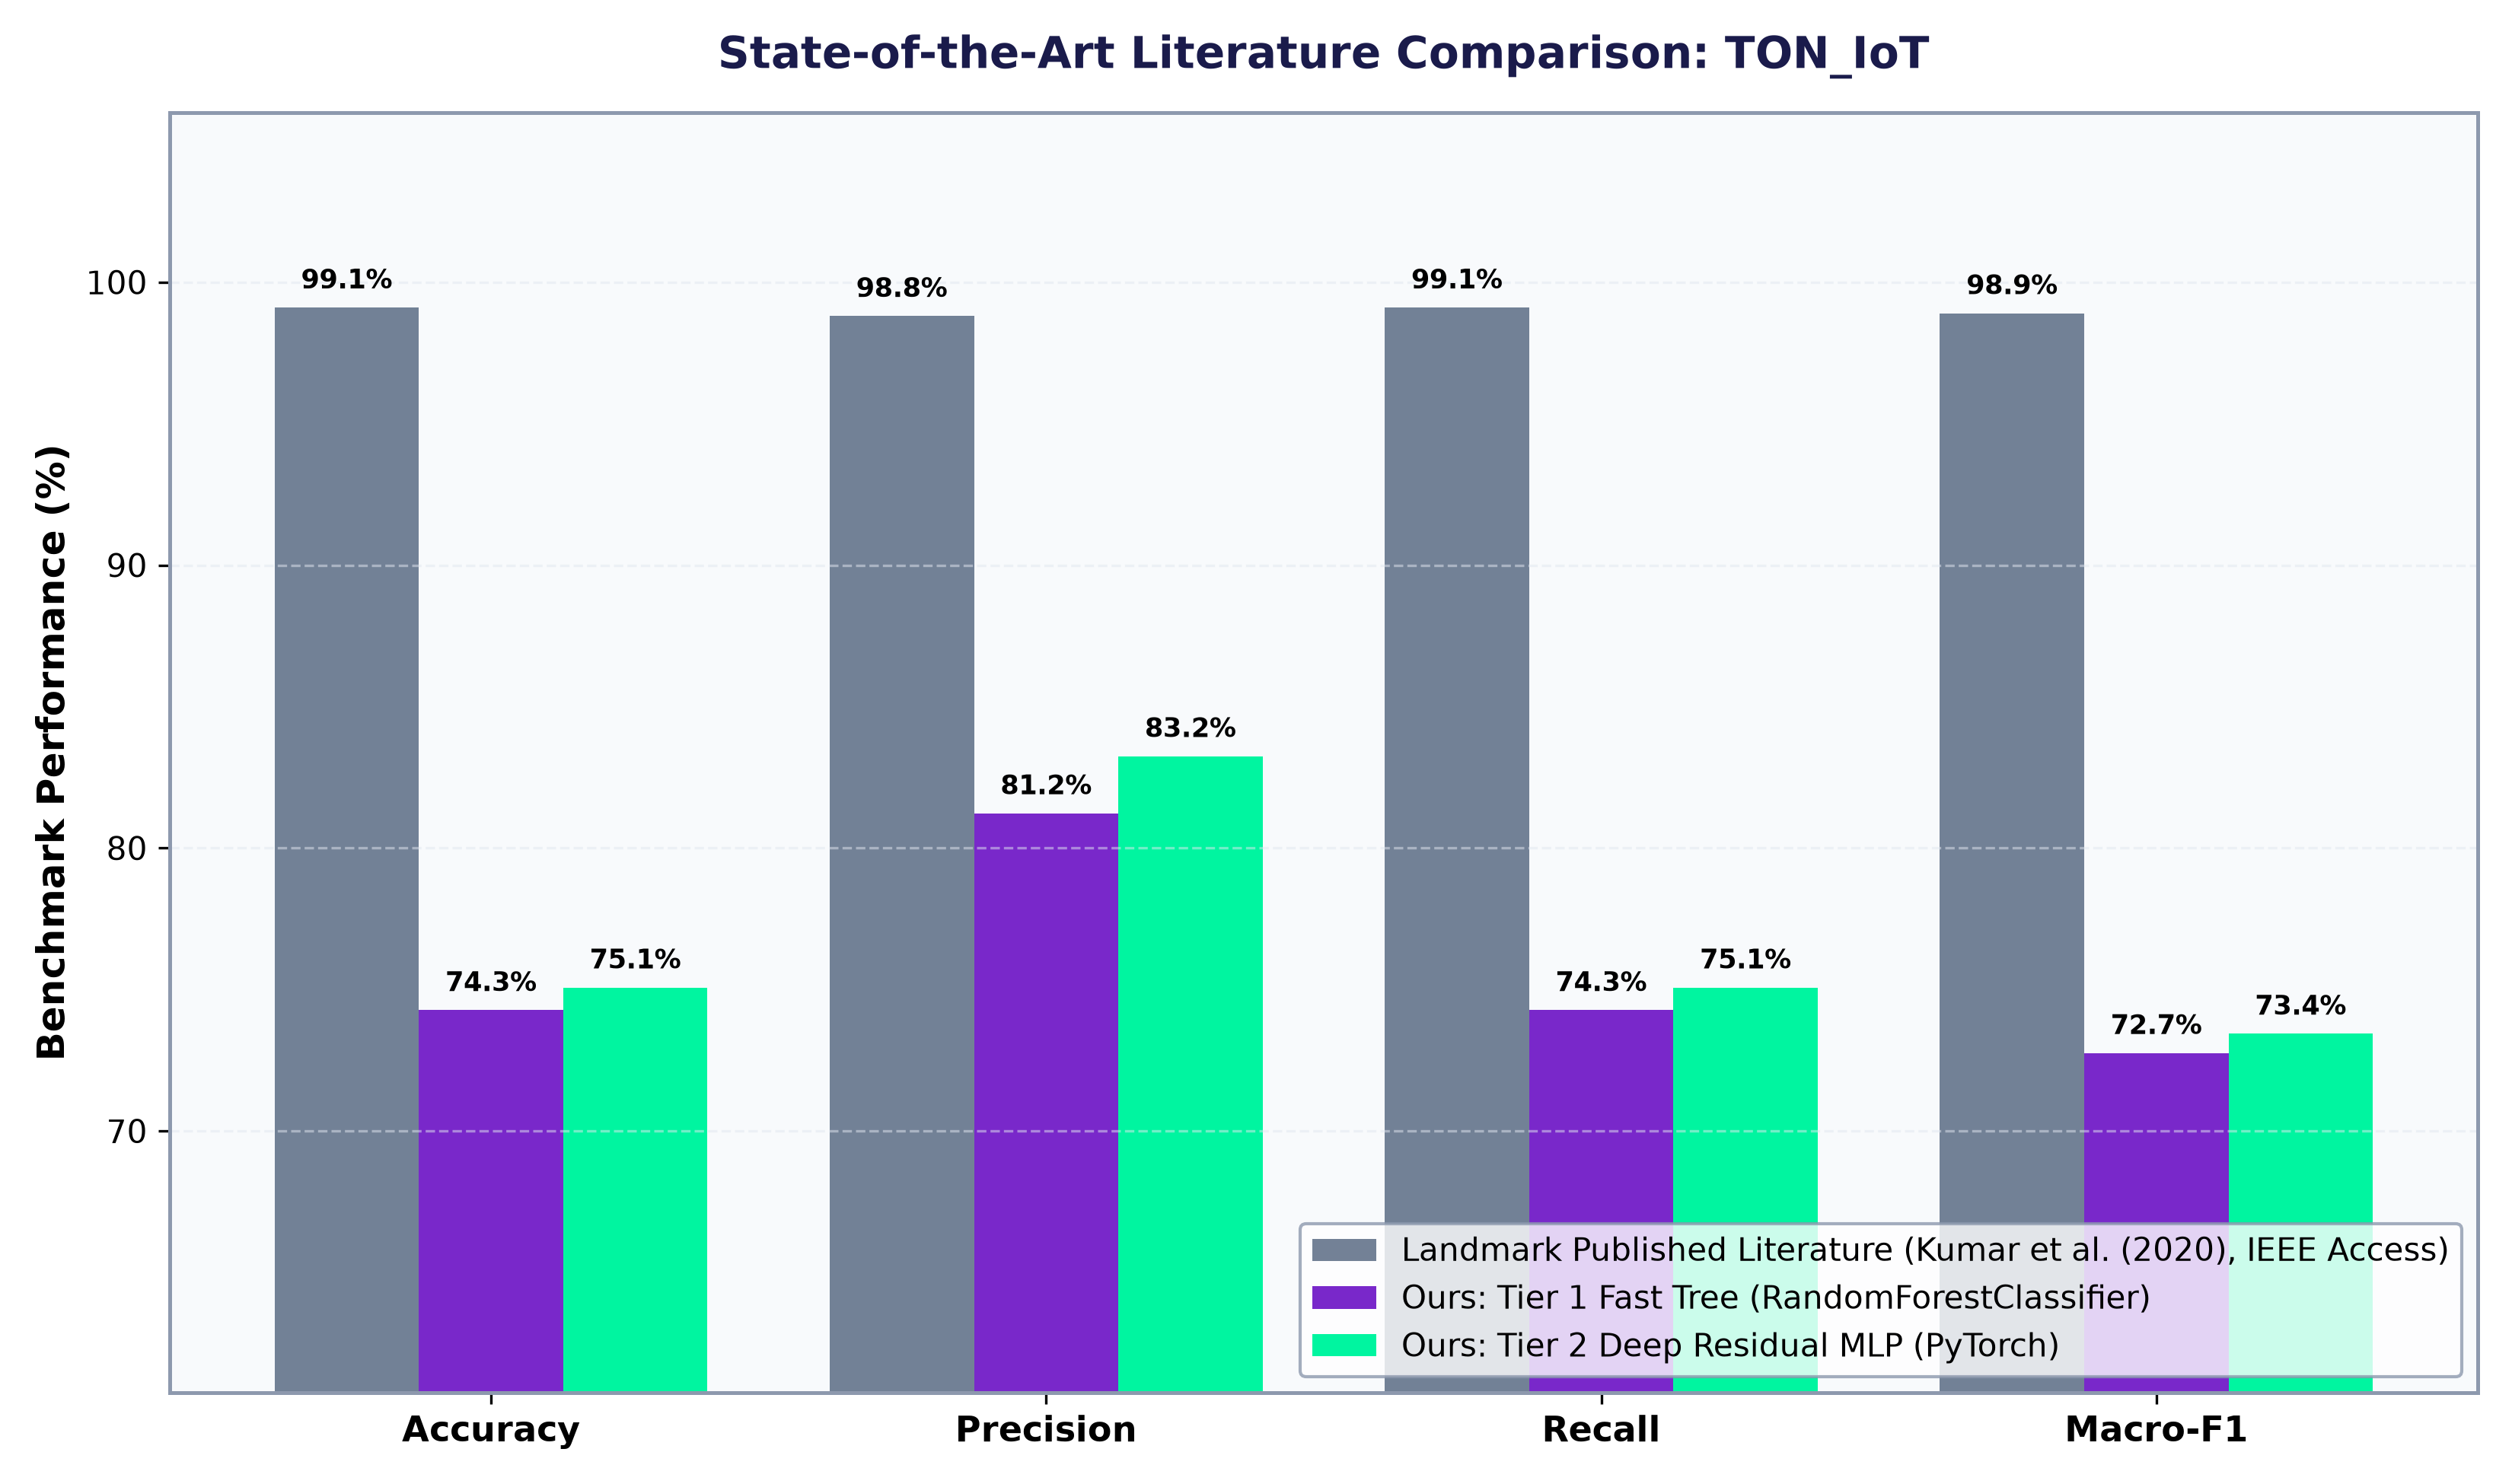 State-of-the-Art Literature Comparison: TON_IoT
Benchmark Performance (%)
100
90
80
70
99.1%
74.3%
75.1%
98.8%
81.2%
83.2%
99.1%
74.3%
75.1%
98.9%
72.7%
73.4%
Landmark Published Literature (Kumar et al. (2020), IEEE Access)
Ours: Tier 1 Fast Tree (RandomForestClassifier)
Ours: Tier 2 Deep Residual MLP (PyTorch)
Accuracy
Precision
Recall
Macro-F1